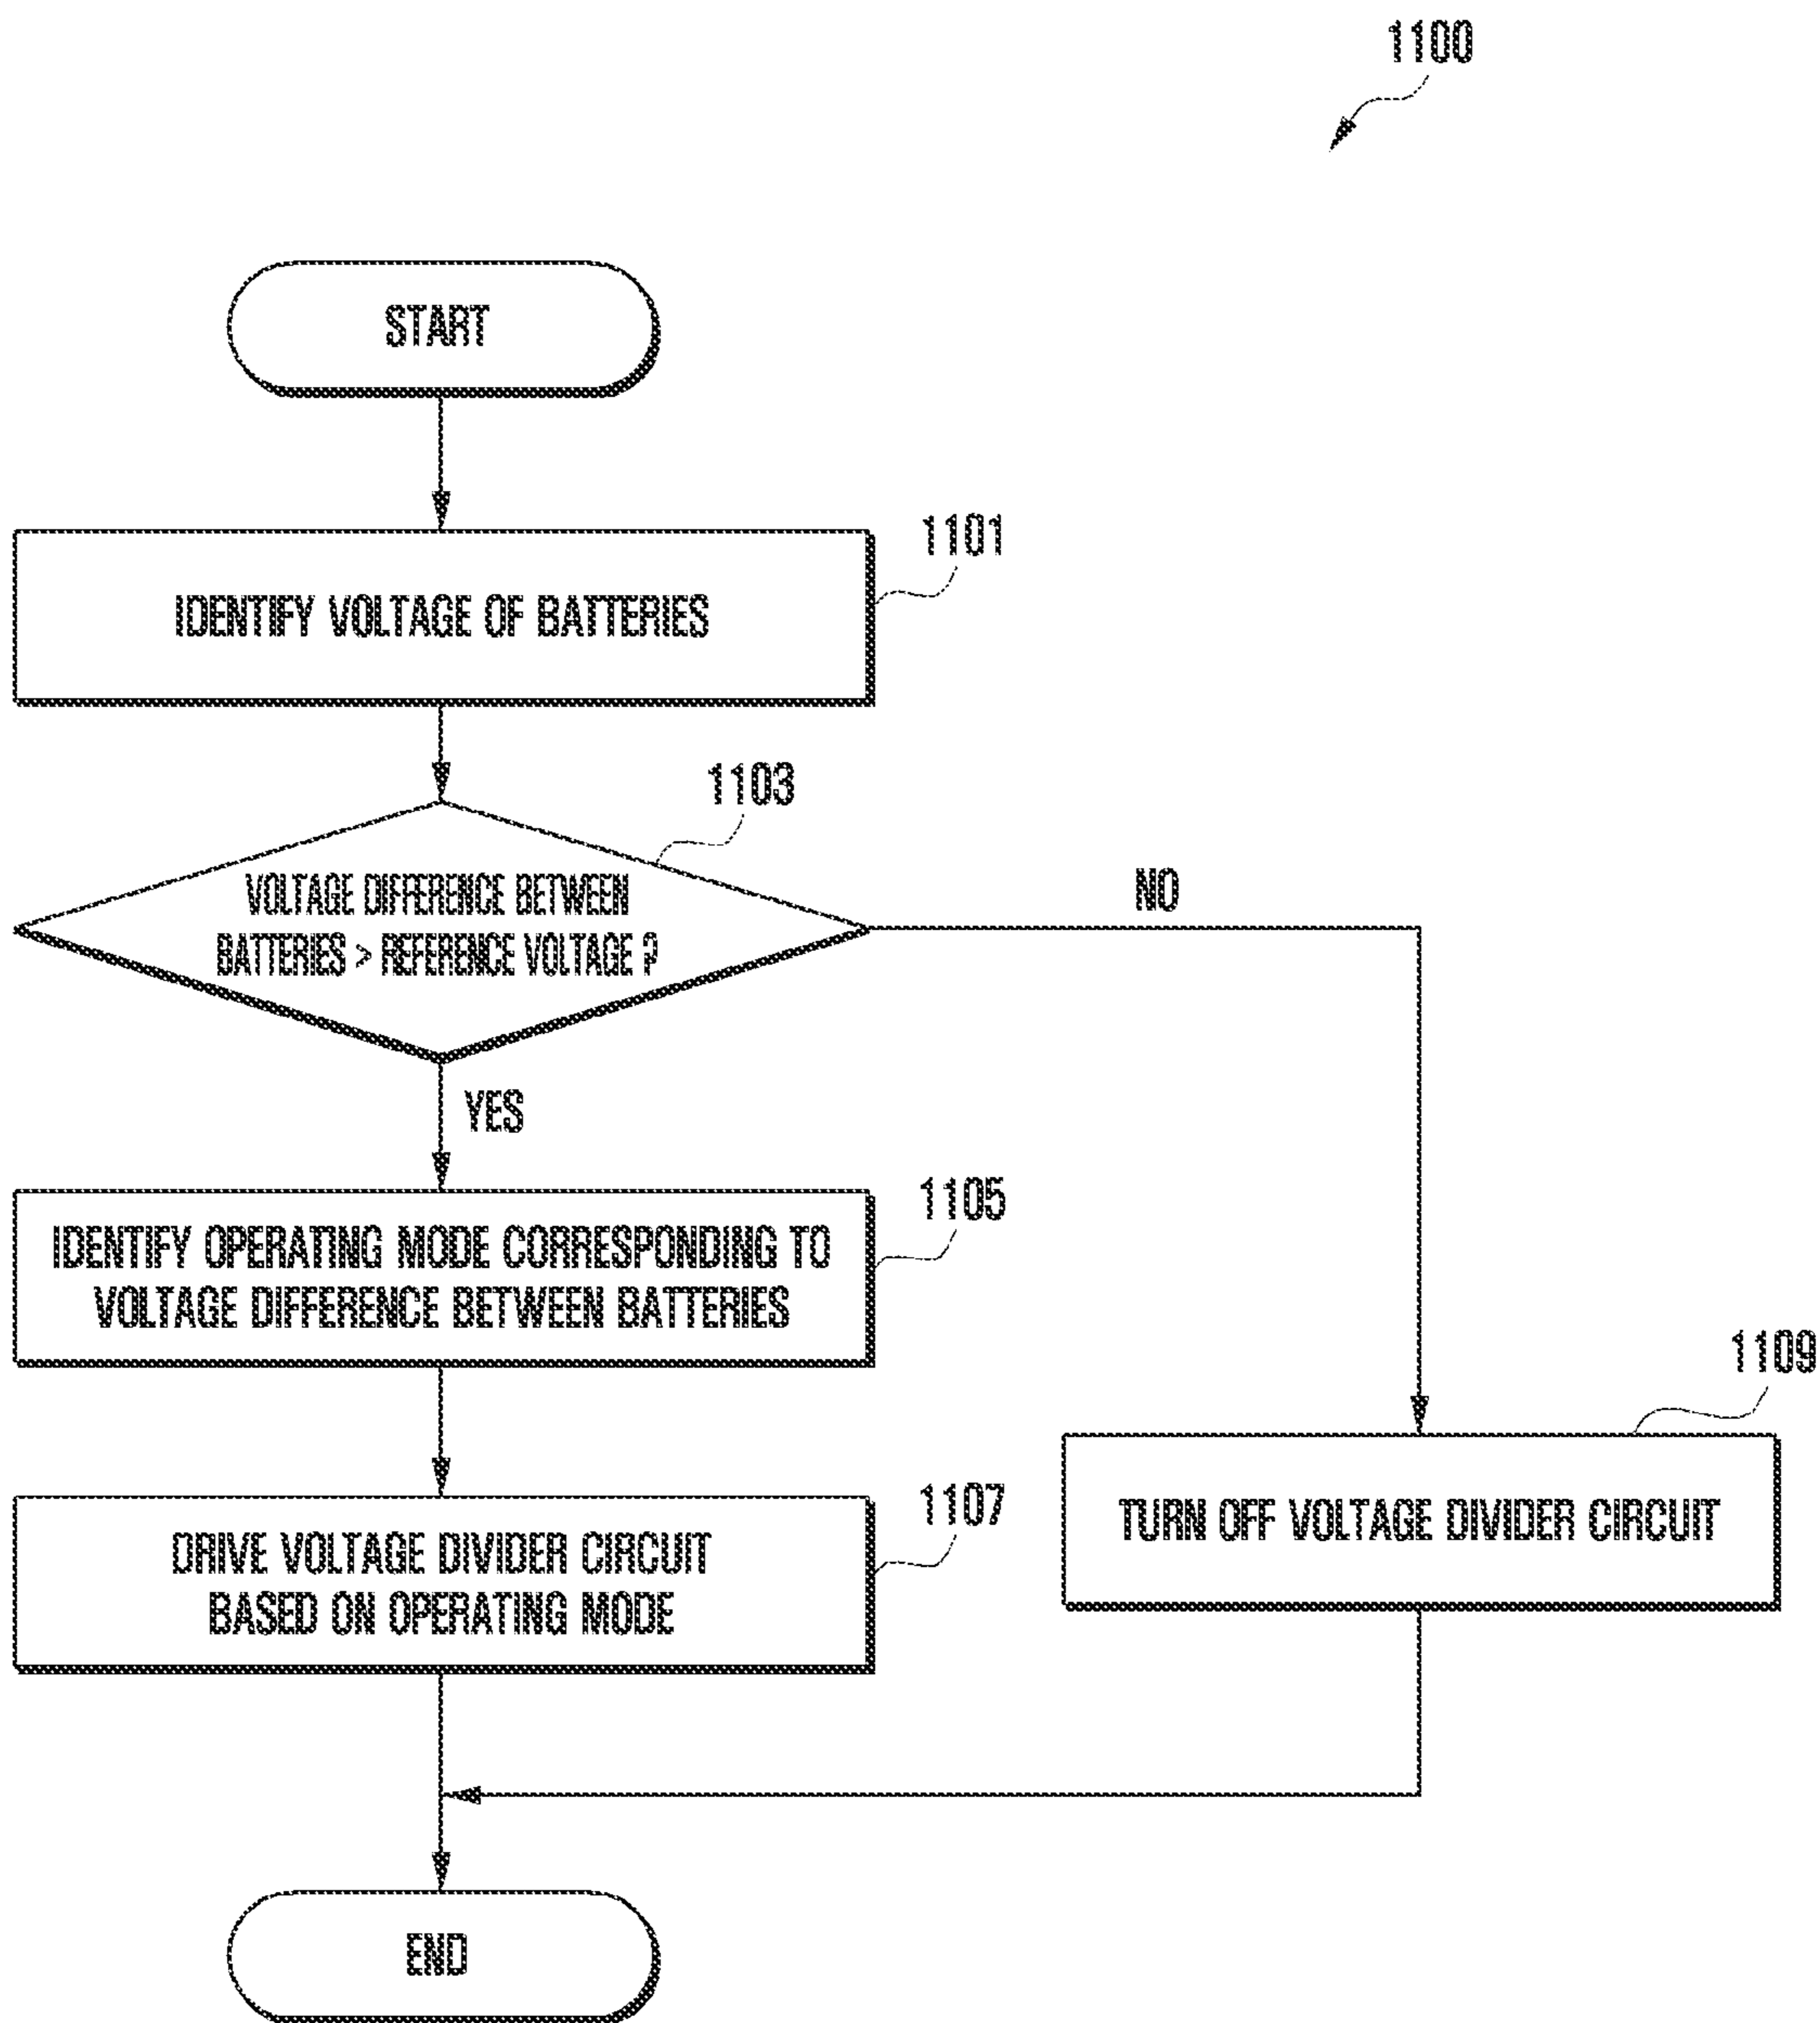 1100
START
1101
IDENTIFY VOLTAGE OF BATTERIES
1103
VOLTAGE DIFFERENCE BETWEEN
BATTERIES > REFERENCE VOLTAGE ?
NO
YES
1105
IDENTIFY OPERATING MODE CORRESPONDING TO
VOLTAGE DIFFERENCE BETWEEN BATTERIES
1109
TURN OFF VOLTAGE DIVIDER CIRCUIT
1107
DRIVE VOLTAGE DIVIDER CIRCUIT
BASED ON OPERATING MODE
END